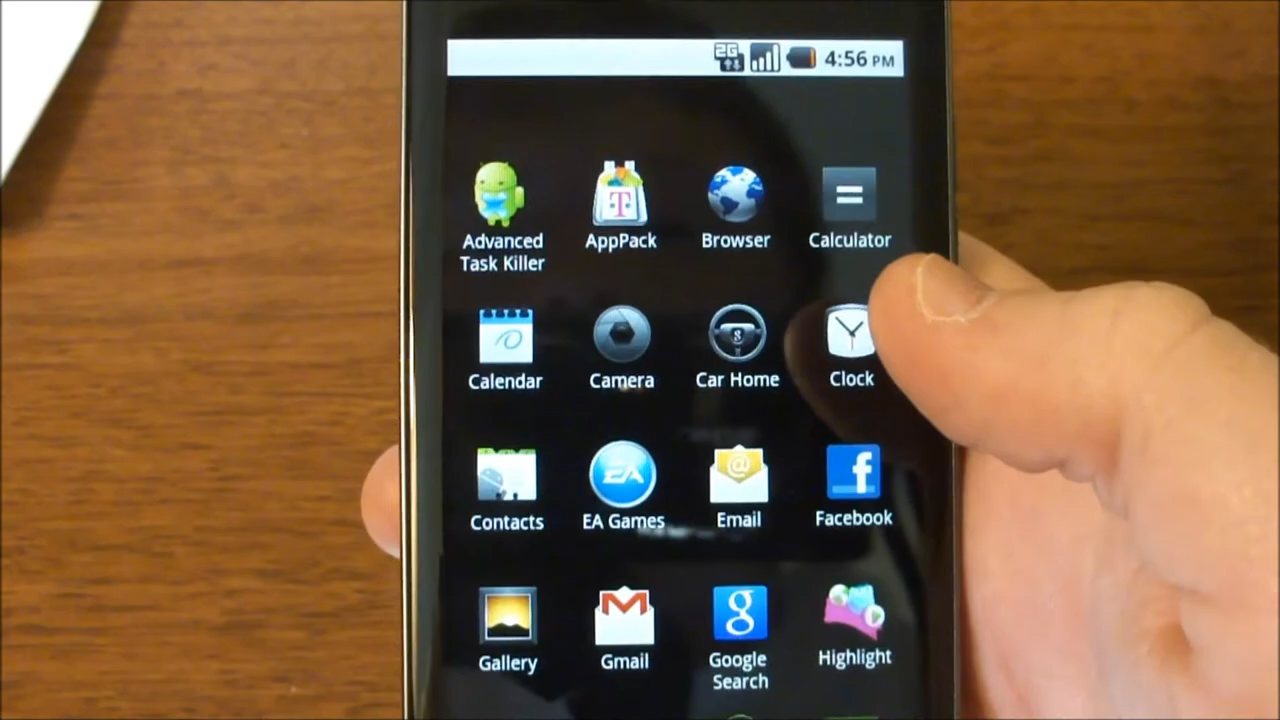 2G 4:56 PM
Advanced Task Killer
AppPack
Browser
Calculator
Calendar
Camera
Car Home
Clock
Contacts
EA Games
Email
Facebook
Gallery
Gmail
Google Search
Highlight
T
=
S
EA
@
f
M
g